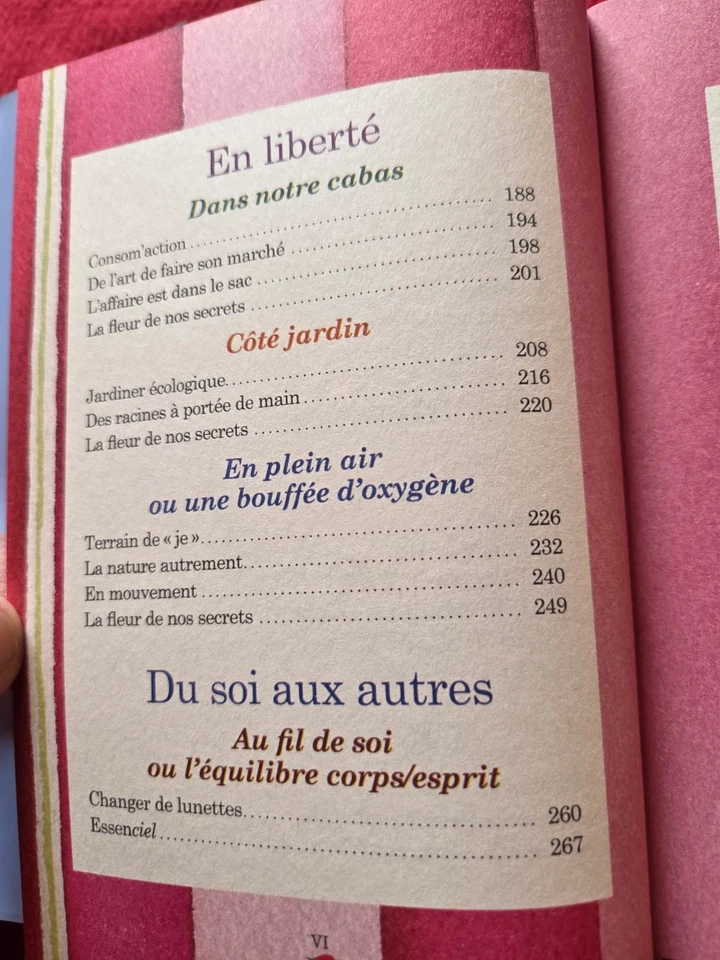 En liberté
Dans notre cabas
Consom'action ........................................ 188
De l'art de faire son marché ........................ 194
L'affaire est dans le sac ............................ 198
La fleur de nos secrets .............................. 201
Côté jardin
Jardiner écologique................................... 208
Des racines à portée de main ......................... 216
La fleur de nos secrets .............................. 220
En plein air
ou une bouffée d'oxygène
Terrain de « je »..................................... 226
La nature autrement................................... 232
En mouvement ......................................... 240
La fleur de nos secrets .............................. 249
Du soi aux autres
Au fil de soi
ou l'équilibre corps/esprit
Changer de lunettes................................... 260
Essenciel ............................................ 267
VI